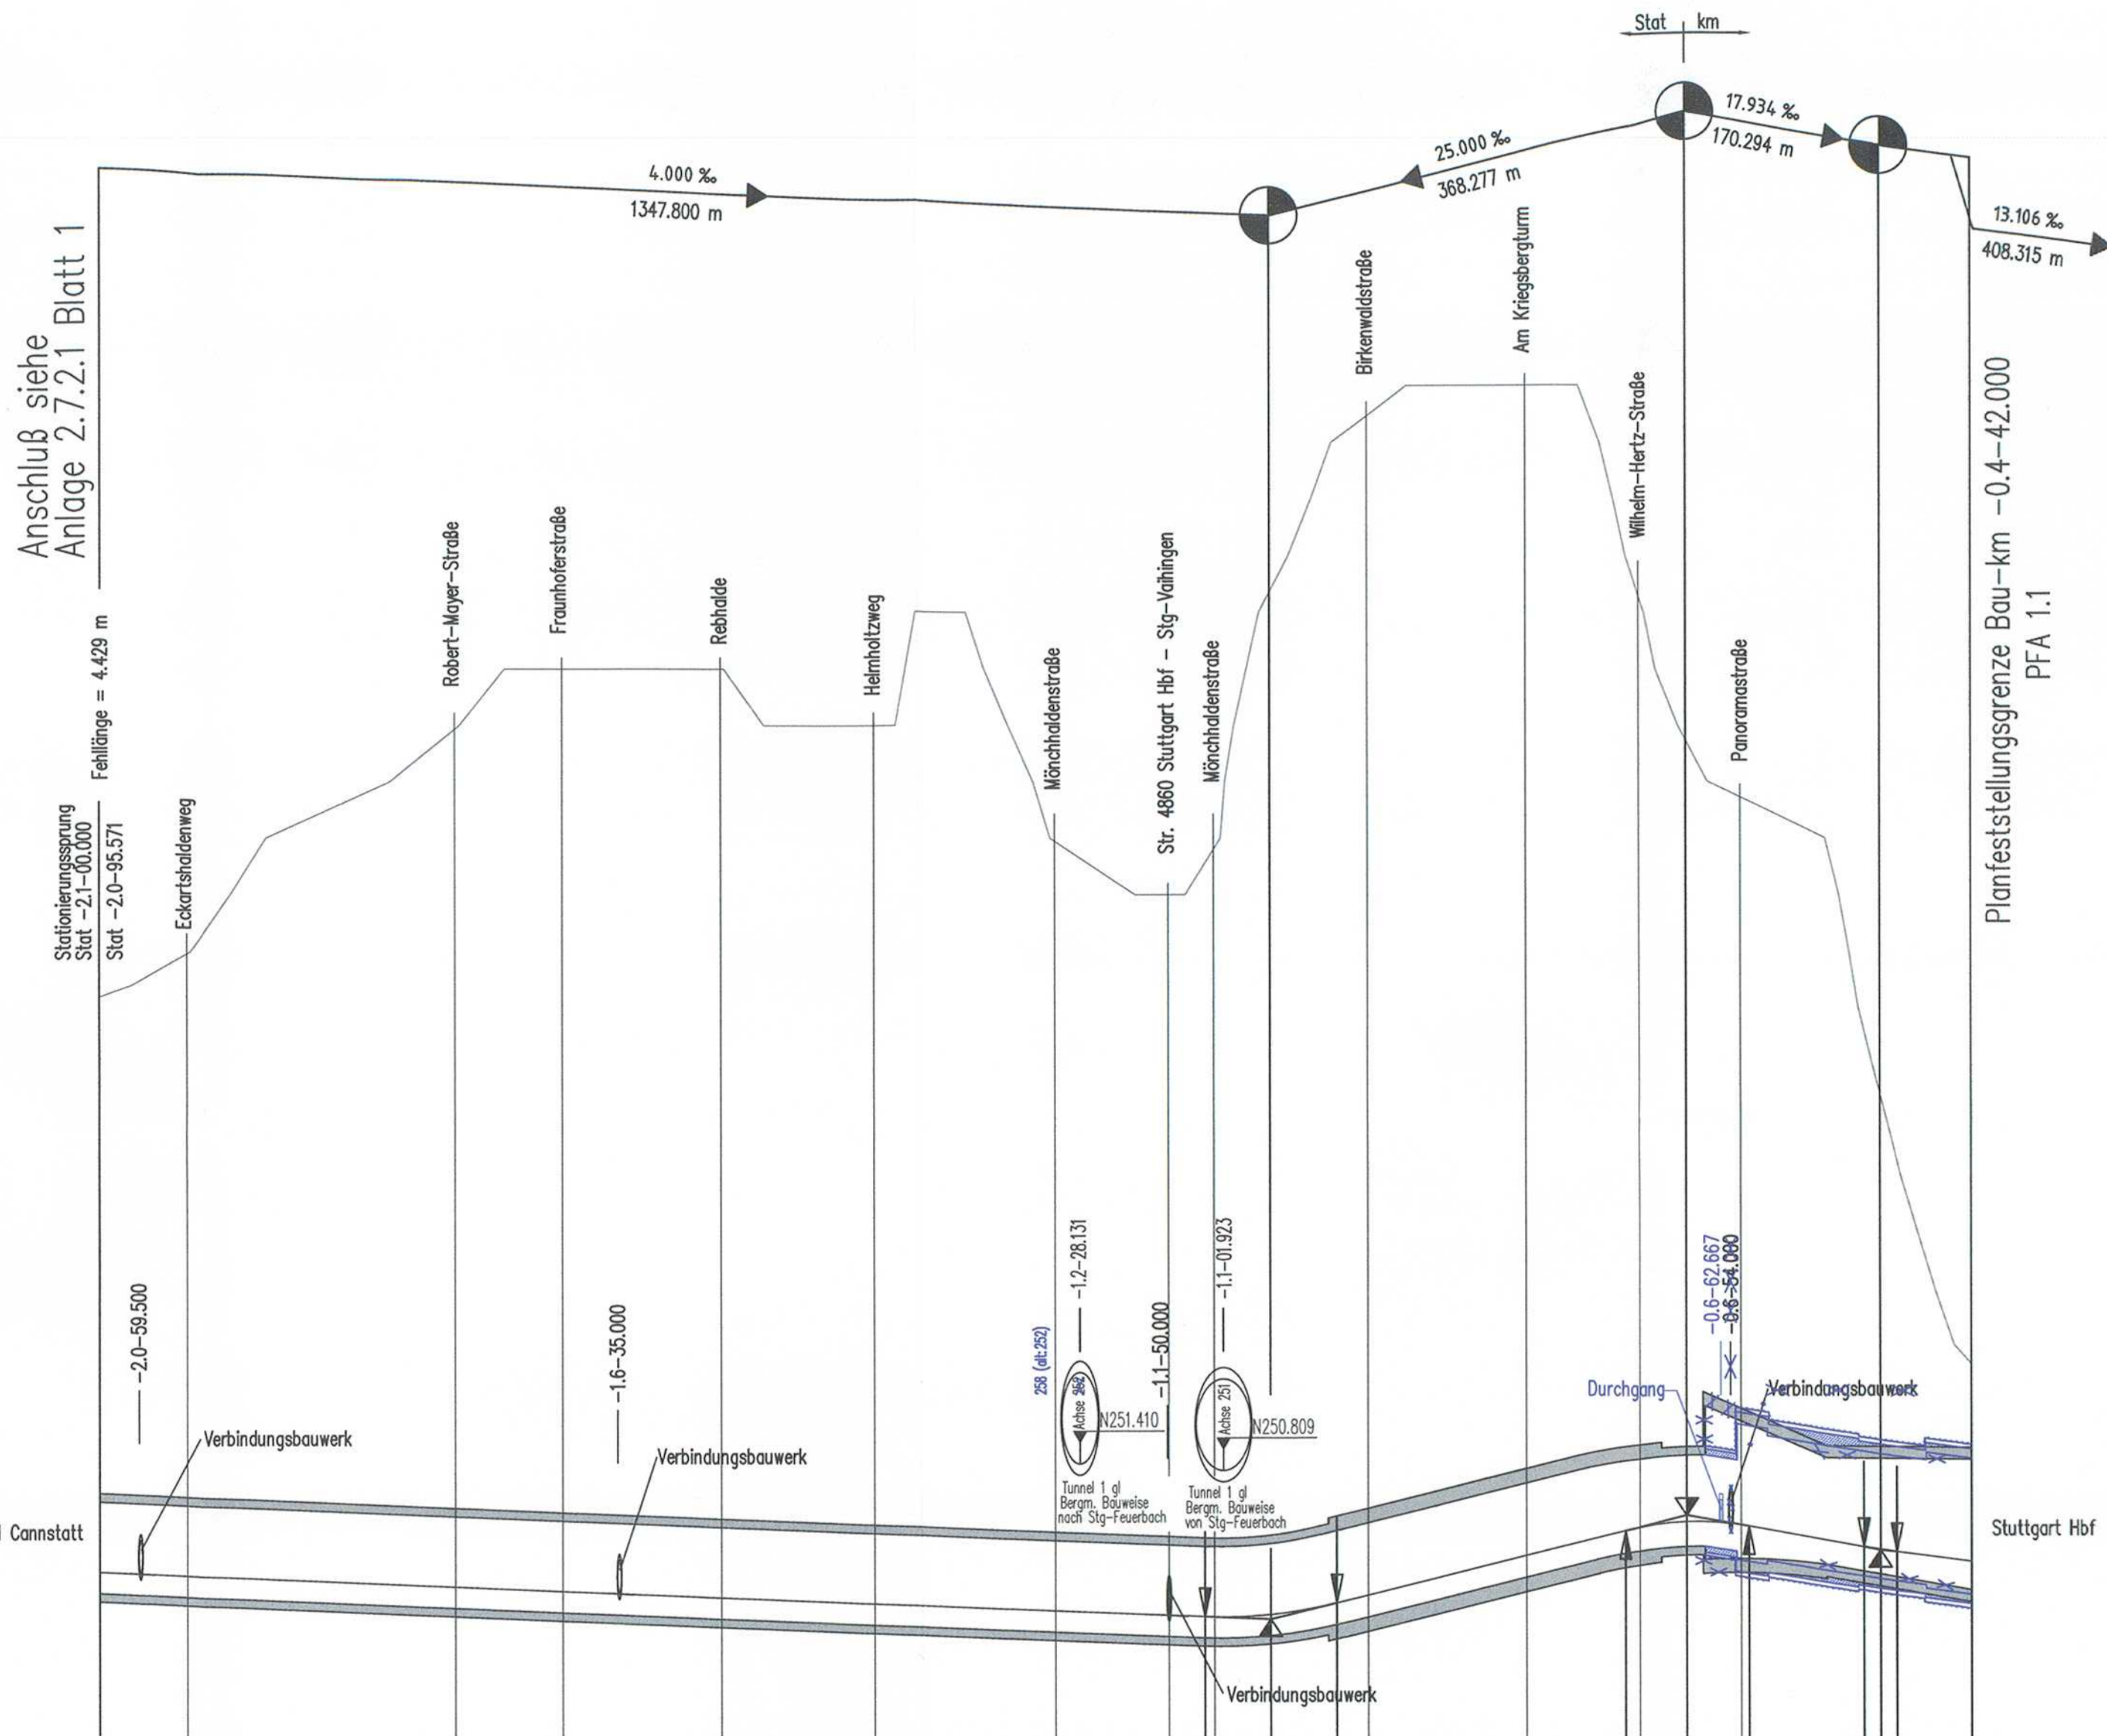 Stat km
17.934 ‰
170.294 m
25.000 ‰
368.277 m
4.000 ‰
1347.800 m
13.106 ‰
408.315 m
Anschluß siehe
Anlage 2.7.2.1 Blatt 1
Fehllänge = 4.429 m
Stationierungssprung
Stat -2.1-00.000
Stat -2.0-95.571
Eckartshaldenweg
Robert-Mayer-Straße
Fraunhoferstraße
Rebhalde
Helmholtzweg
Mönchhaldenstraße
Str. 4860 Stuttgart Hbf - Stg-Vaihingen
Mönchhaldenstraße
Birkenwaldstraße
Am Kriegsbergturm
Wilhelm-Hertz-Straße
Panoramastraße
Planfeststellungsgrenze Bau-km -0.4-42.000
PFA 1.1
-2.0-59.500
-1.6-35.000
-1.2-28.131
-1.1-50.000
-1.1-01.923
-0.6-62.667
-0.6-54.000
258 (alt:252)
Achse 252
N251.410
Achse 251
N250.809
Tunnel 1 gl
Bergm. Bauweise
nach Stg-Feuerbach
Tunnel 1 gl
Bergm. Bauweise
von Stg-Feuerbach
Durchgang
Verbindungsbauwerk
Verbindungsbauwerk
Verbindungsbauwerk
Verbindungsbauwerk
Cannstatt
Stuttgart Hbf